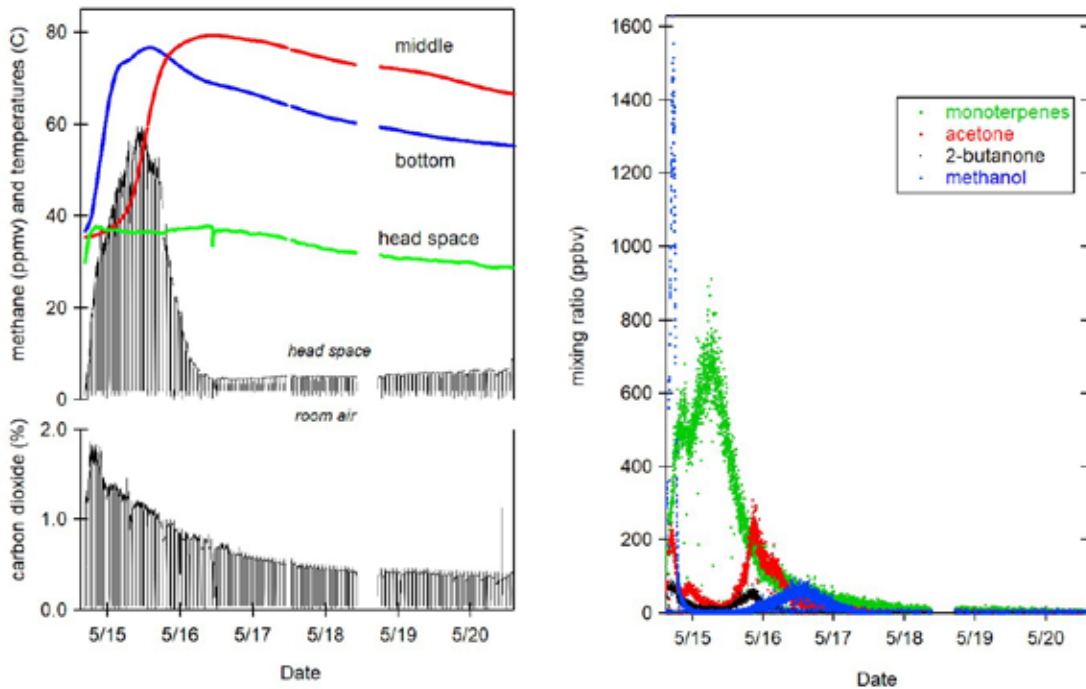 methane (ppmv) and temperatures (C)
80
60
40
20
0
middle
bottom
head space
head space
room air
carbon dioxide (%)
2.0
1.0
0.0
5/15 5/16 5/17 5/18 5/19 5/20
Date
mixing ratio (ppbv)
1600
1400
1200
1000
800
600
400
200
0
monoterpenes
acetone
2-butanone
methanol
5/15 5/16 5/17 5/18 5/19 5/20
Date